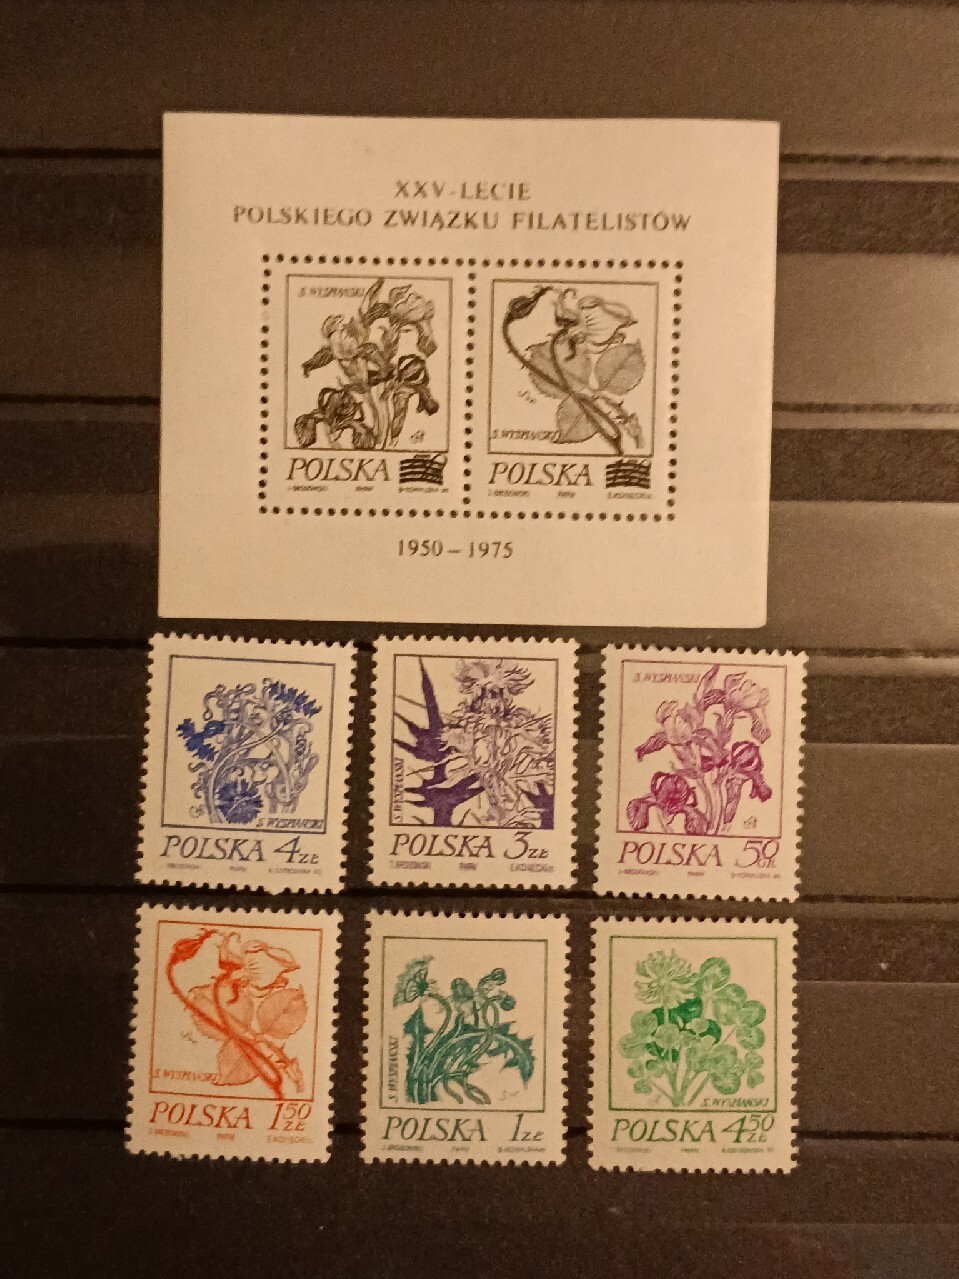 XXV-LECIE
POLSKIEGO ZWIĄZKU FILATELISTÓW
S. WYSPIAŃSKI
POLSKA
S. WYSPIAŃSKI
POLSKA
1950 – 1975
S. WYSPIAŃSKI
POLSKA 4 ZŁ
S. WYSPIAŃSKI
POLSKA 3 ZŁ
S. WYSPIAŃSKI
POLSKA 50 GR
S. WYSPIAŃSKI
POLSKA 1 50 ZŁ
S. WYSPIAŃSKI
POLSKA 1 ZŁ
S. WYSPIAŃSKI
POLSKA 4 50 ZŁ